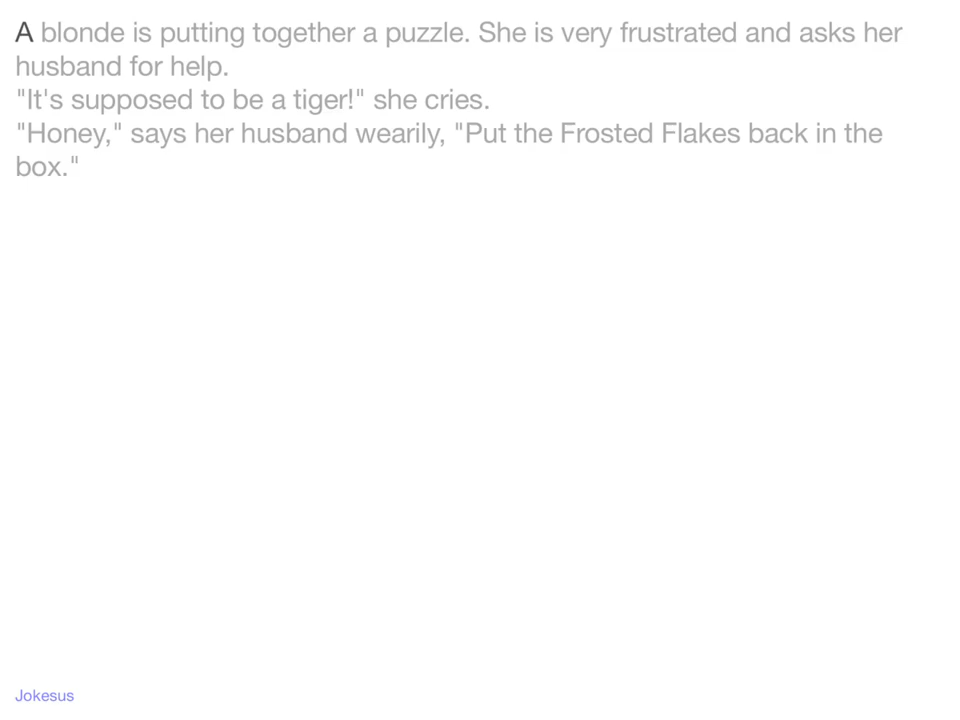 A blonde is putting together a puzzle. She is very frustrated and asks her
husband for help.
"It's supposed to be a tiger!" she cries.
"Honey," says her husband wearily, "Put the Frosted Flakes back in the
box."
Jokesus